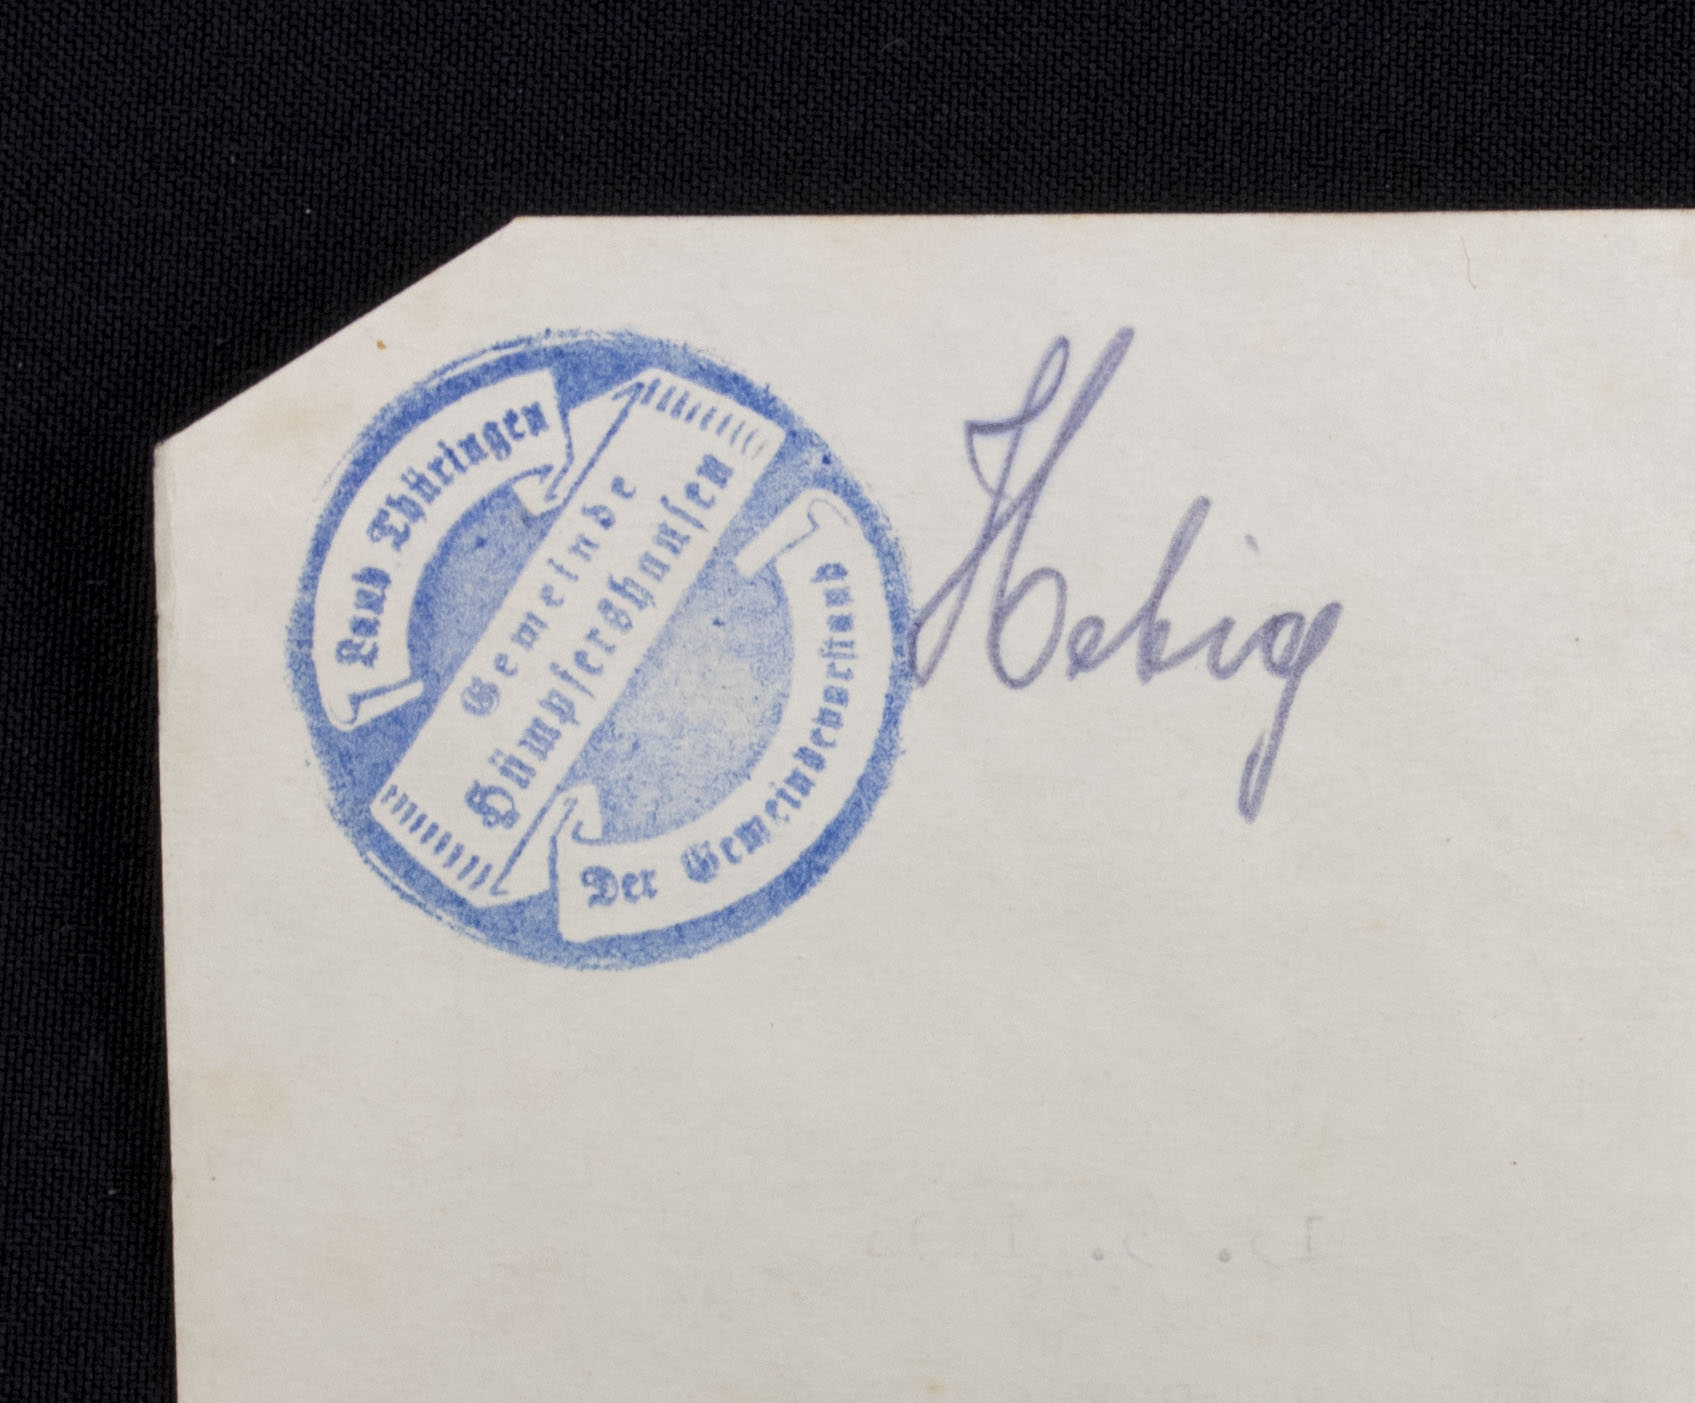 Land Thüringen
Gemeinde
Hümpfershausen
Der Gemeindevorstand
Hebig